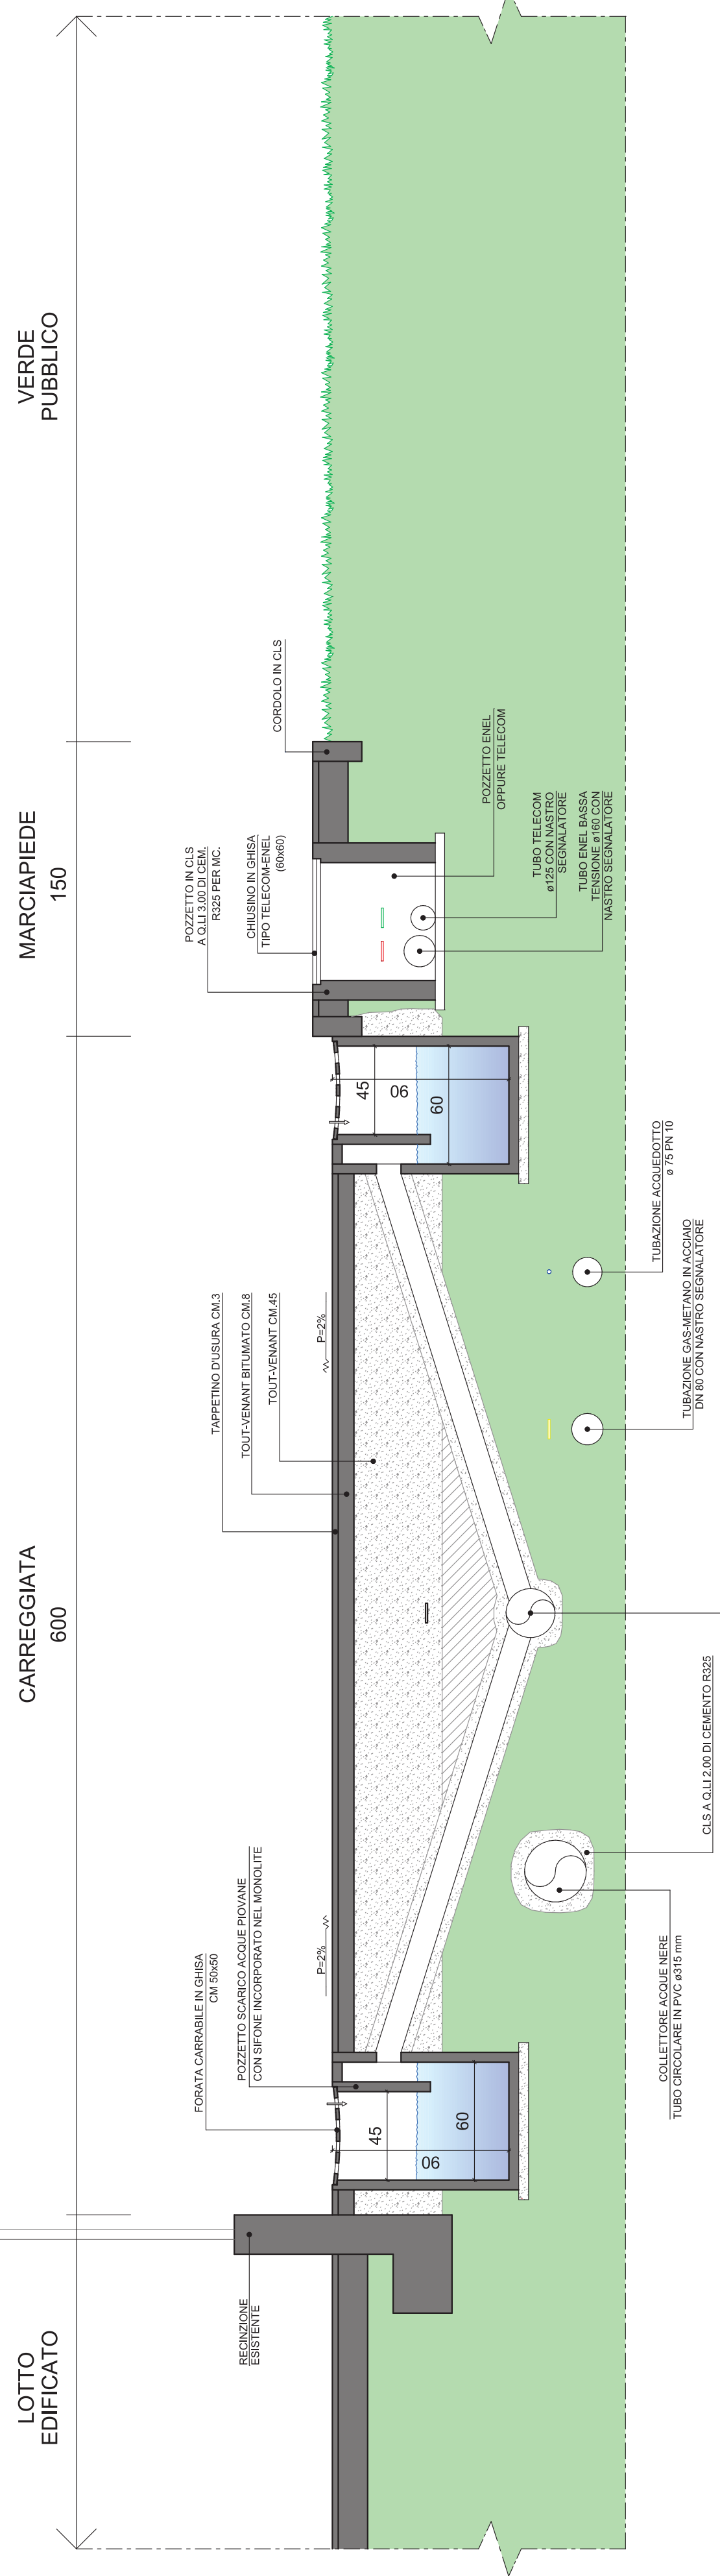 LOTTO
EDIFICATO
CARREGGIATA
600
MARCIAPIEDE
150
VERDE
PUBBLICO
RECINZIONE
ESISTENTE
FORATA CARRABILE IN GHISA
CM 50x50
POZZETTO SCARICO ACQUE PIOVANE
CON SIFONE INCORPORATO NEL MONOLITE
P=2%
TAPPETINO D'USURA CM.3
TOUT-VENANT BITUMATO CM.8
TOUT-VENANT CM.45
P=2%
POZZETTO IN CLS
A Q.LI 3.00 DI CEM.
R325 PER MC.
CHIUSINO IN GHISA
TIPO TELECOM-ENEL
(60x60)
CORDOLO IN CLS
45
90
60
45
90
60
POZZETTO ENEL
OPPURE TELECOM
TUBO TELECOM
ø125 CON NASTRO
SEGNALATORE
TUBO ENEL BASSA
TENSIONE ø160 CON
NASTRO SEGNALATORE
COLLETTORE ACQUE NERE
TUBO CIRCOLARE IN PVC ø315 mm
CLS A Q.LI 2.00 DI CEMENTO R325
TUBAZIONE GAS-METANO IN ACCIAIO
DN 80 CON NASTRO SEGNALATORE
TUBAZIONE ACQUEDOTTO
ø 75 PN 10